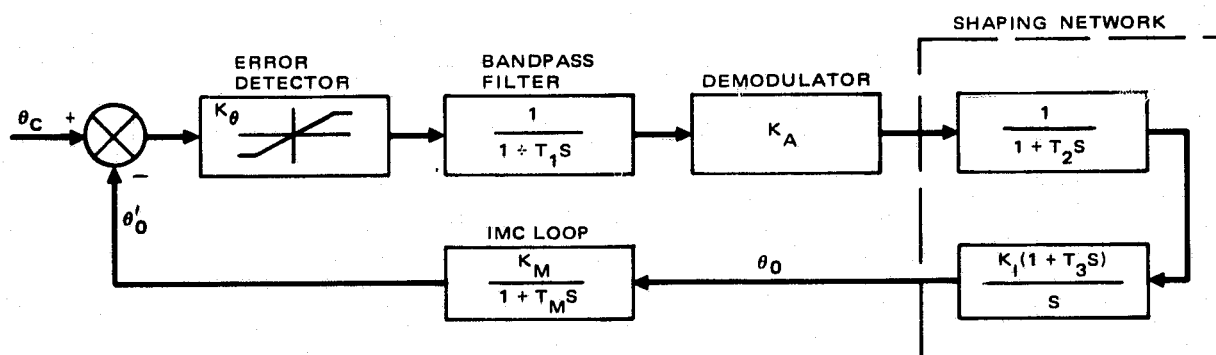 SHAPING NETWORK
ERROR
DETECTOR
BANDPASS
FILTER
DEMODULATOR
θC
+
−
Kθ
1
1 ÷ T1S
KA
1
1 + T2S
θ′0
IMC LOOP
KM
1 + TMS
θ0
KI(1 + T3S)
S